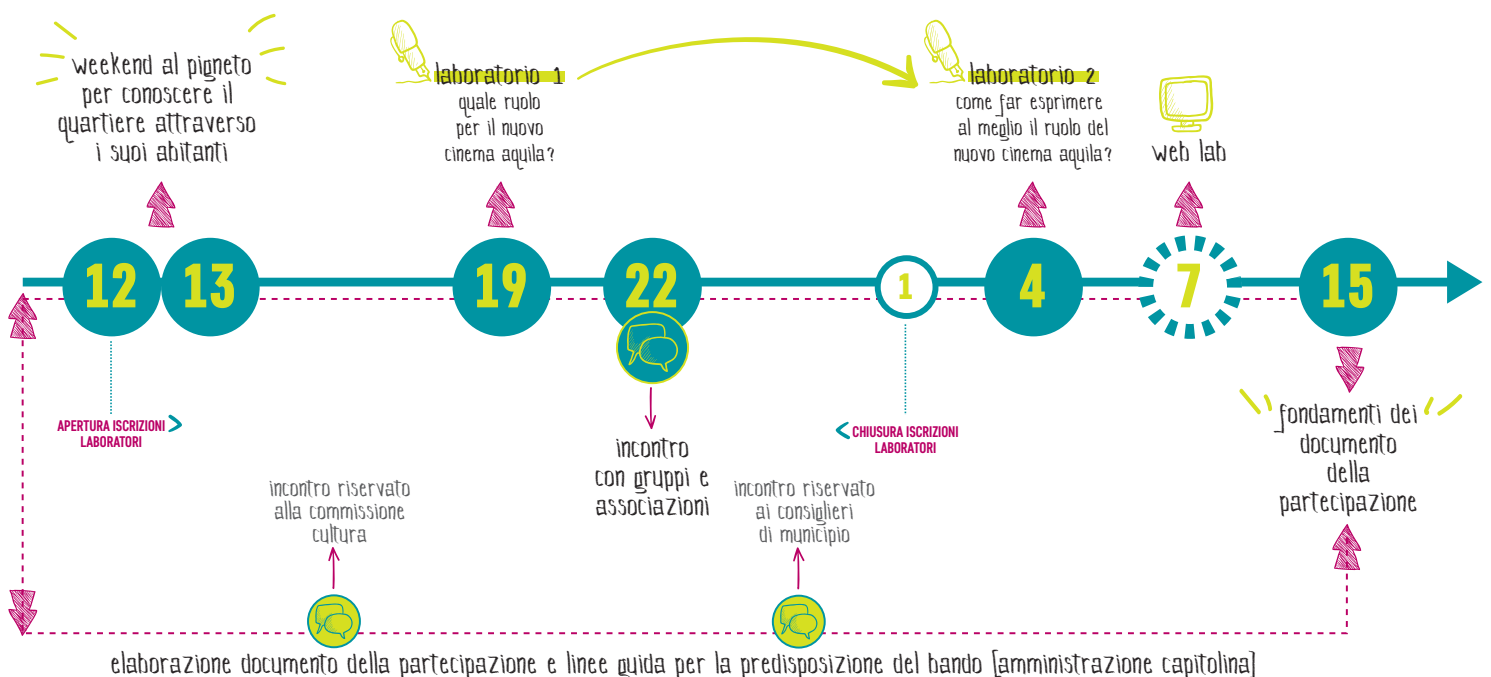 weekend al pigneto
per conoscere il
quartiere attraverso
i suoi abitanti
laboratorio 1
quale ruolo
per il nuovo
cinema aquila?
laboratorio 2
come far esprimere
al meglio il ruolo del
nuovo cinema aquila?
web lab
12
13
19
22
1
4
7
15
APERTURA ISCRIZIONI
LABORATORI
CHIUSURA ISCRIZIONI
LABORATORI
incontro
con gruppi e
associazioni
fondamenti dei
documento
della
partecipazione
incontro riservato
alla commissione
cultura
incontro riservato
ai consiglieri
di municipio
elaborazione documento della partecipazione e linee guida per la predisposizione del bando [amministrazione capitolina]